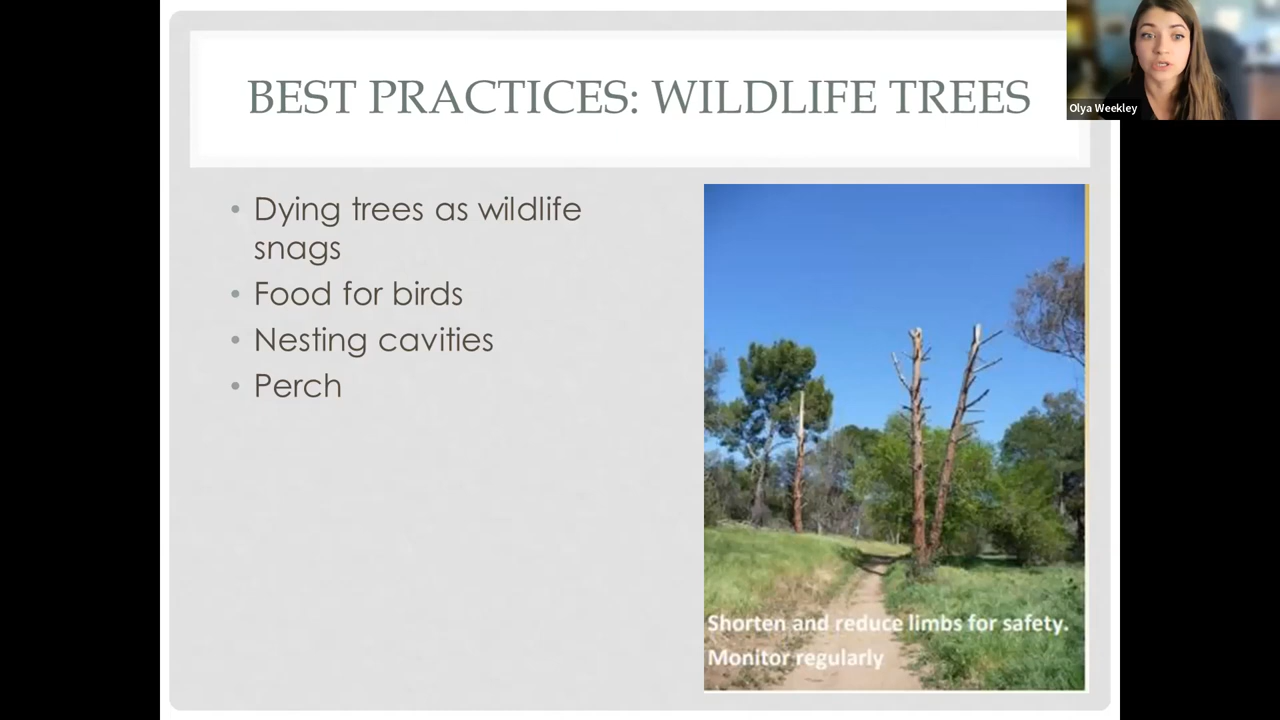 BEST PRACTICES: WILDLIFE TREES
Olya Weekley
• Dying trees as wildlife
snags
• Food for birds
• Nesting cavities
• Perch
Shorten and reduce limbs for safety.
Monitor regularly